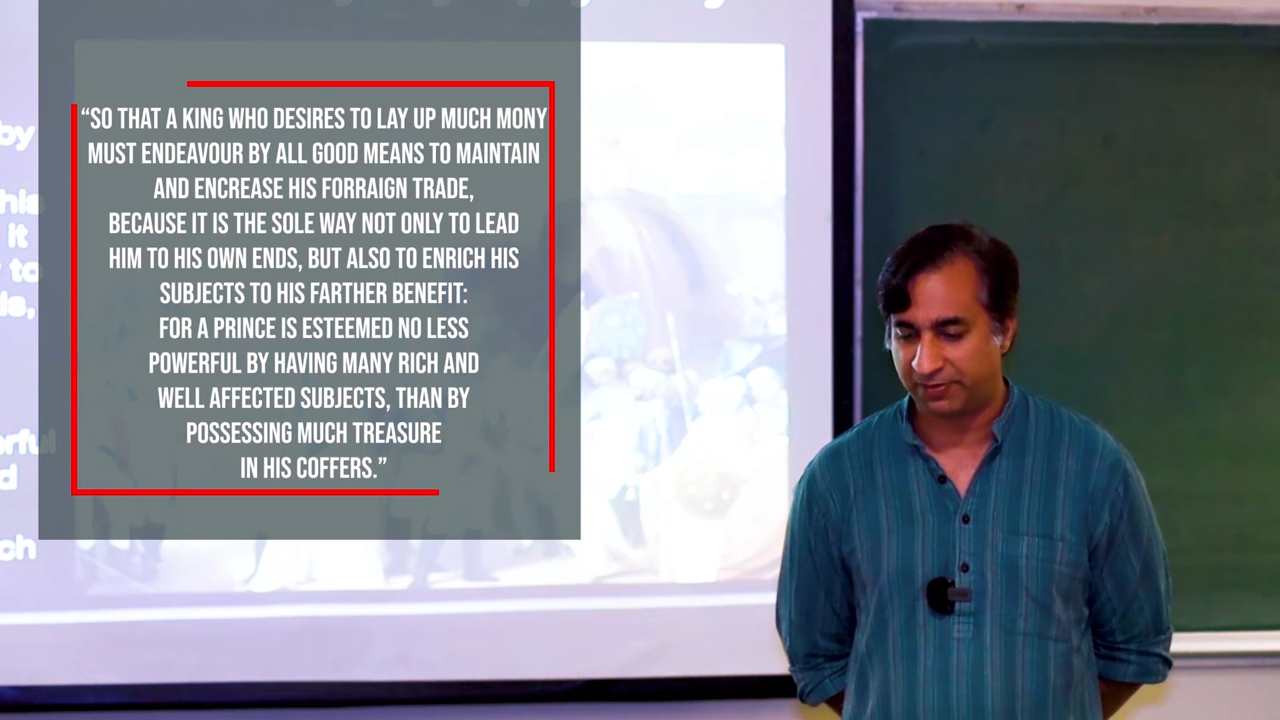 “SO THAT A KING WHO DESIRES TO LAY UP MUCH MONY
MUST ENDEAVOUR BY ALL GOOD MEANS TO MAINTAIN
AND ENCREASE HIS FORRAIGN TRADE,
BECAUSE IT IS THE SOLE WAY NOT ONLY TO LEAD
HIM TO HIS OWN ENDS, BUT ALSO TO ENRICH HIS
SUBJECTS TO HIS FARTHER BENEFIT:
FOR A PRINCE IS ESTEEMED NO LESS
POWERFUL BY HAVING MANY RICH AND
WELL AFFECTED SUBJECTS, THAN BY
POSSESSING MUCH TREASURE
IN HIS COFFERS.”
by
it
to